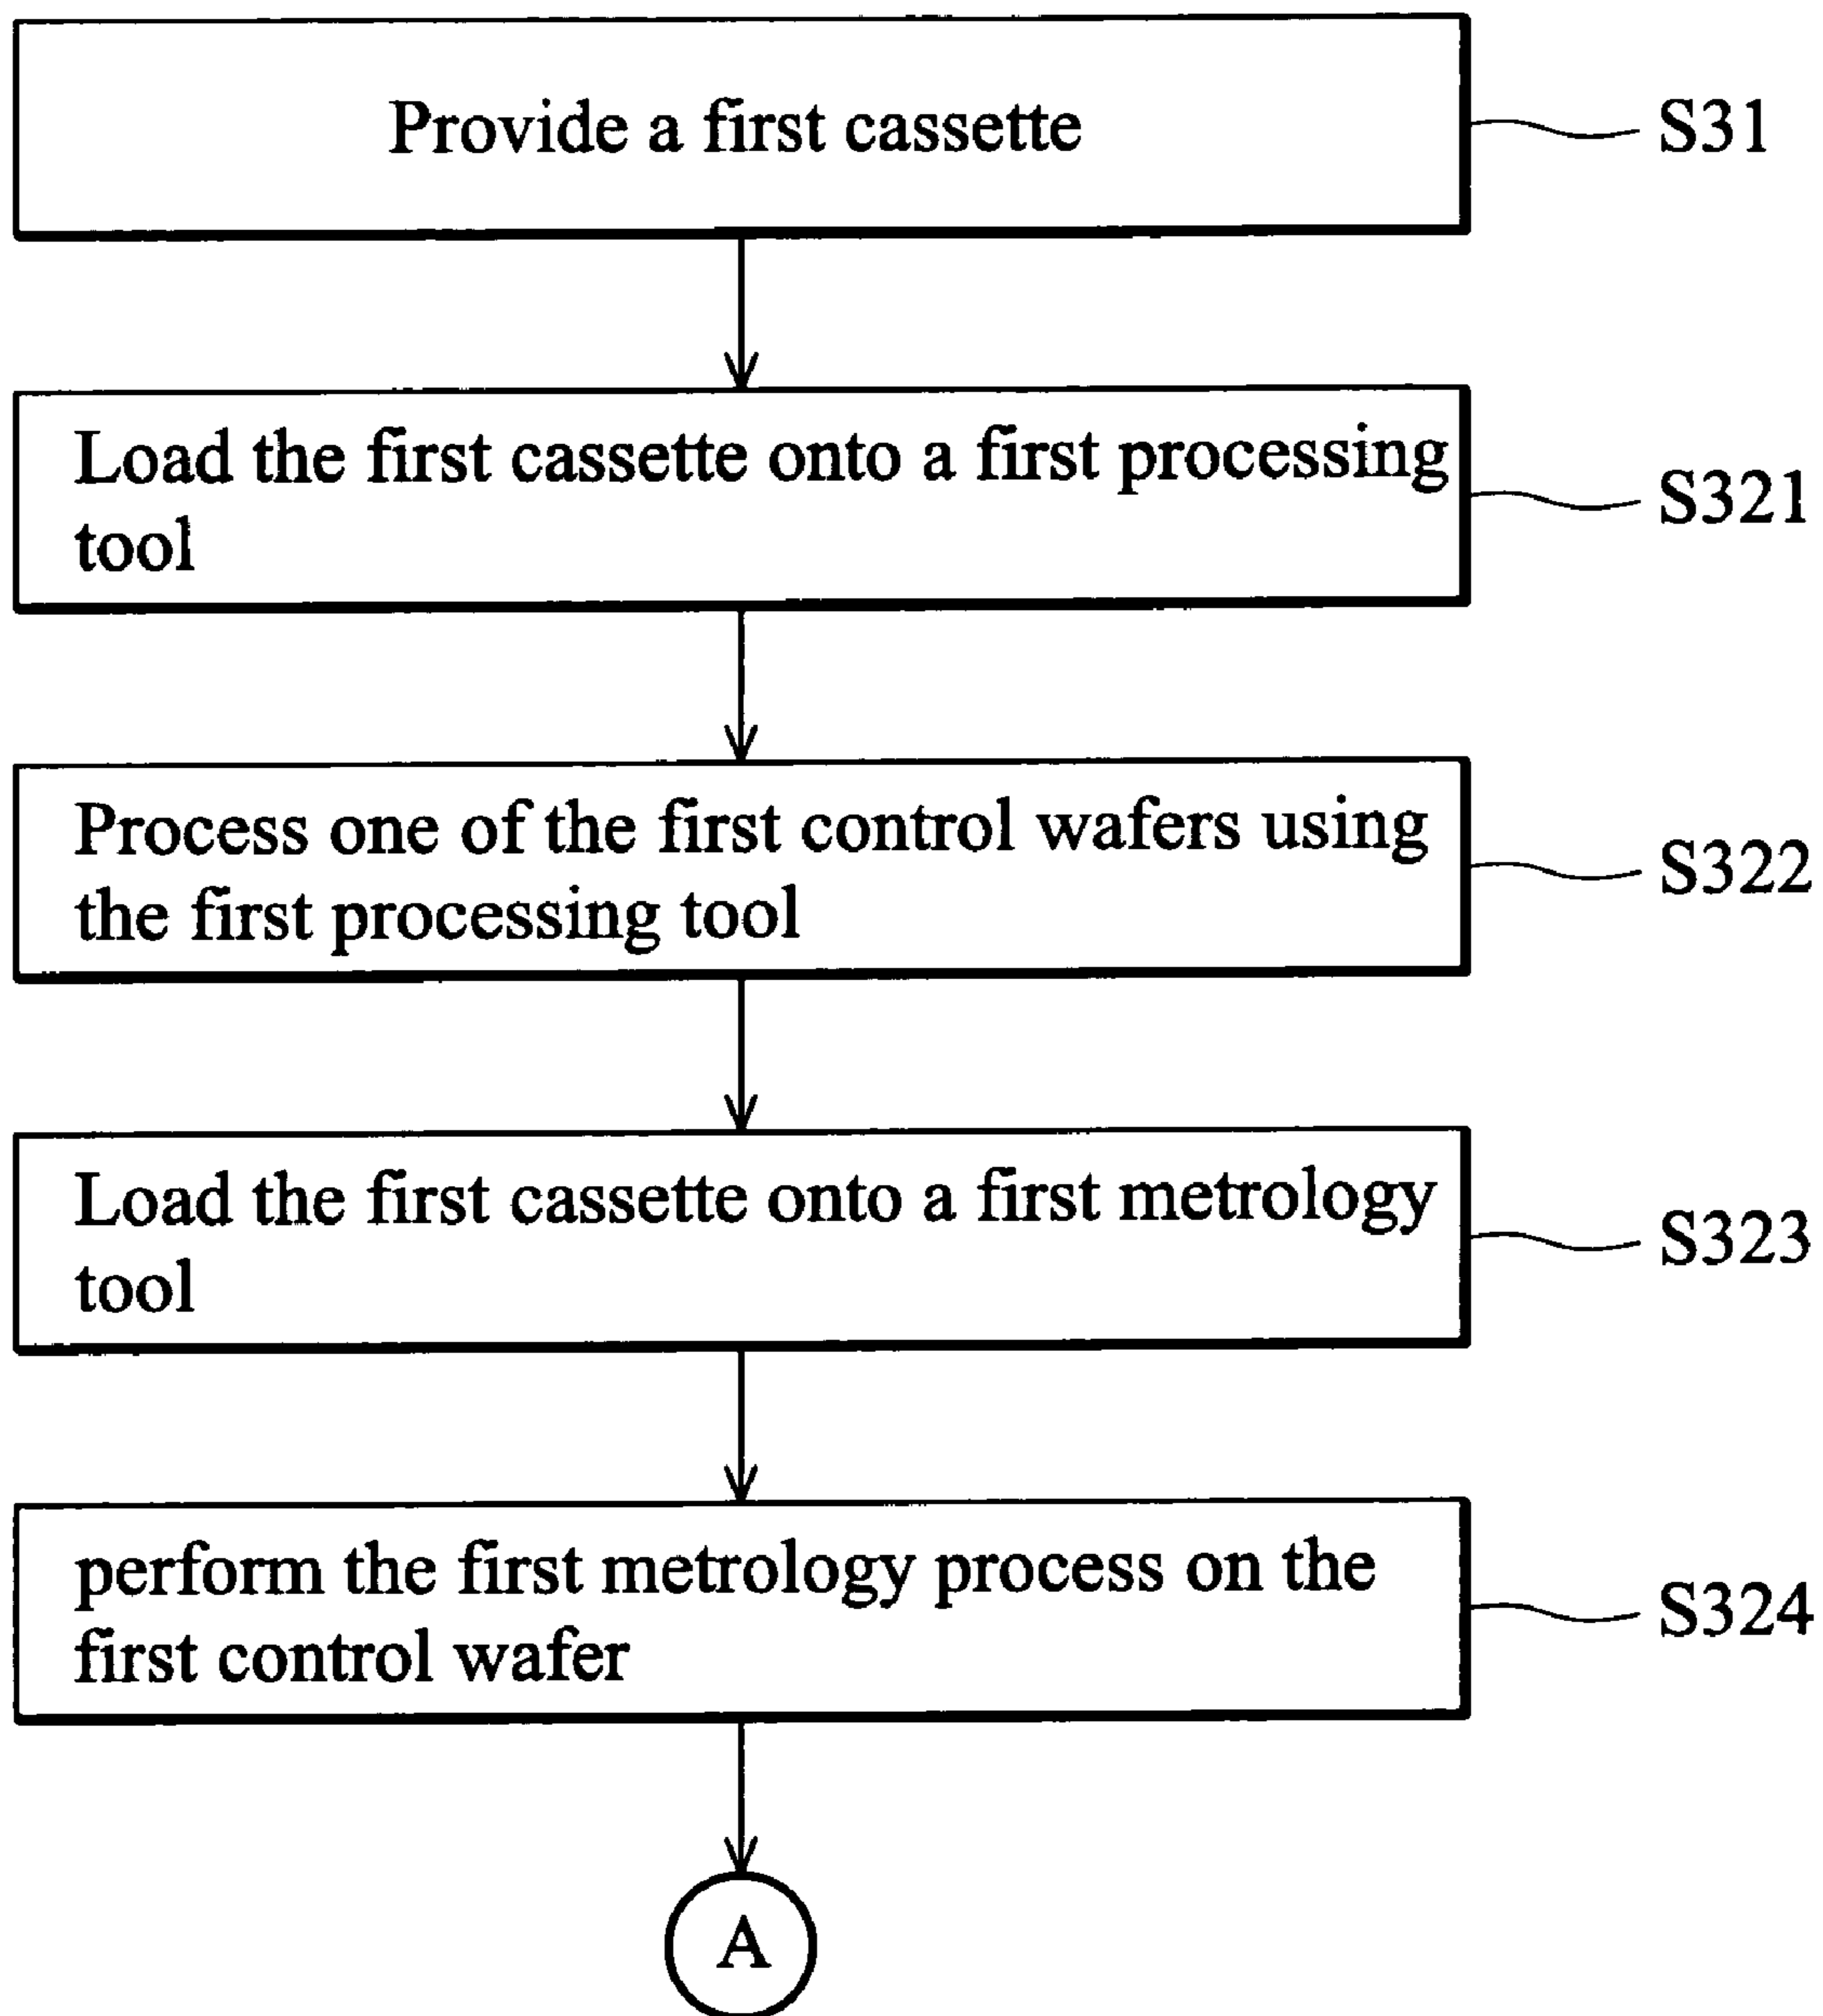 Provide a first cassette
S31
Load the first cassette onto a first processing
tool
S321
Process one of the first control wafers using
the first processing tool
S322
Load the first cassette onto a first metrology
tool
S323
perform the first metrology process on the
first control wafer
S324
A